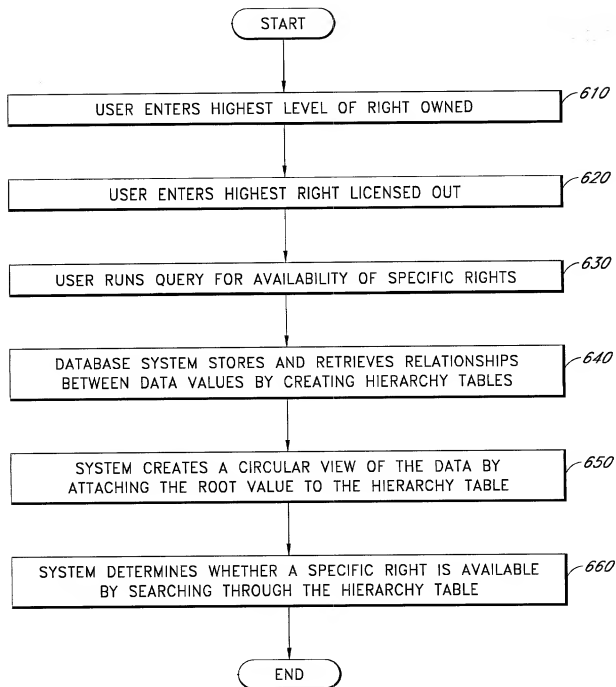 START
USER ENTERS HIGHEST LEVEL OF RIGHT OWNED
610
USER ENTERS HIGHEST RIGHT LICENSED OUT
620
USER RUNS QUERY FOR AVAILABILITY OF SPECIFIC RIGHTS
630
DATABASE SYSTEM STORES AND RETRIEVES RELATIONSHIPS
BETWEEN DATA VALUES BY CREATING HIERARCHY TABLES
640
SYSTEM CREATES A CIRCULAR VIEW OF THE DATA BY
ATTACHING THE ROOT VALUE TO THE HIERARCHY TABLE
650
SYSTEM DETERMINES WHETHER A SPECIFIC RIGHT IS AVAILABLE
BY SEARCHING THROUGH THE HIERARCHY TABLE
660
END